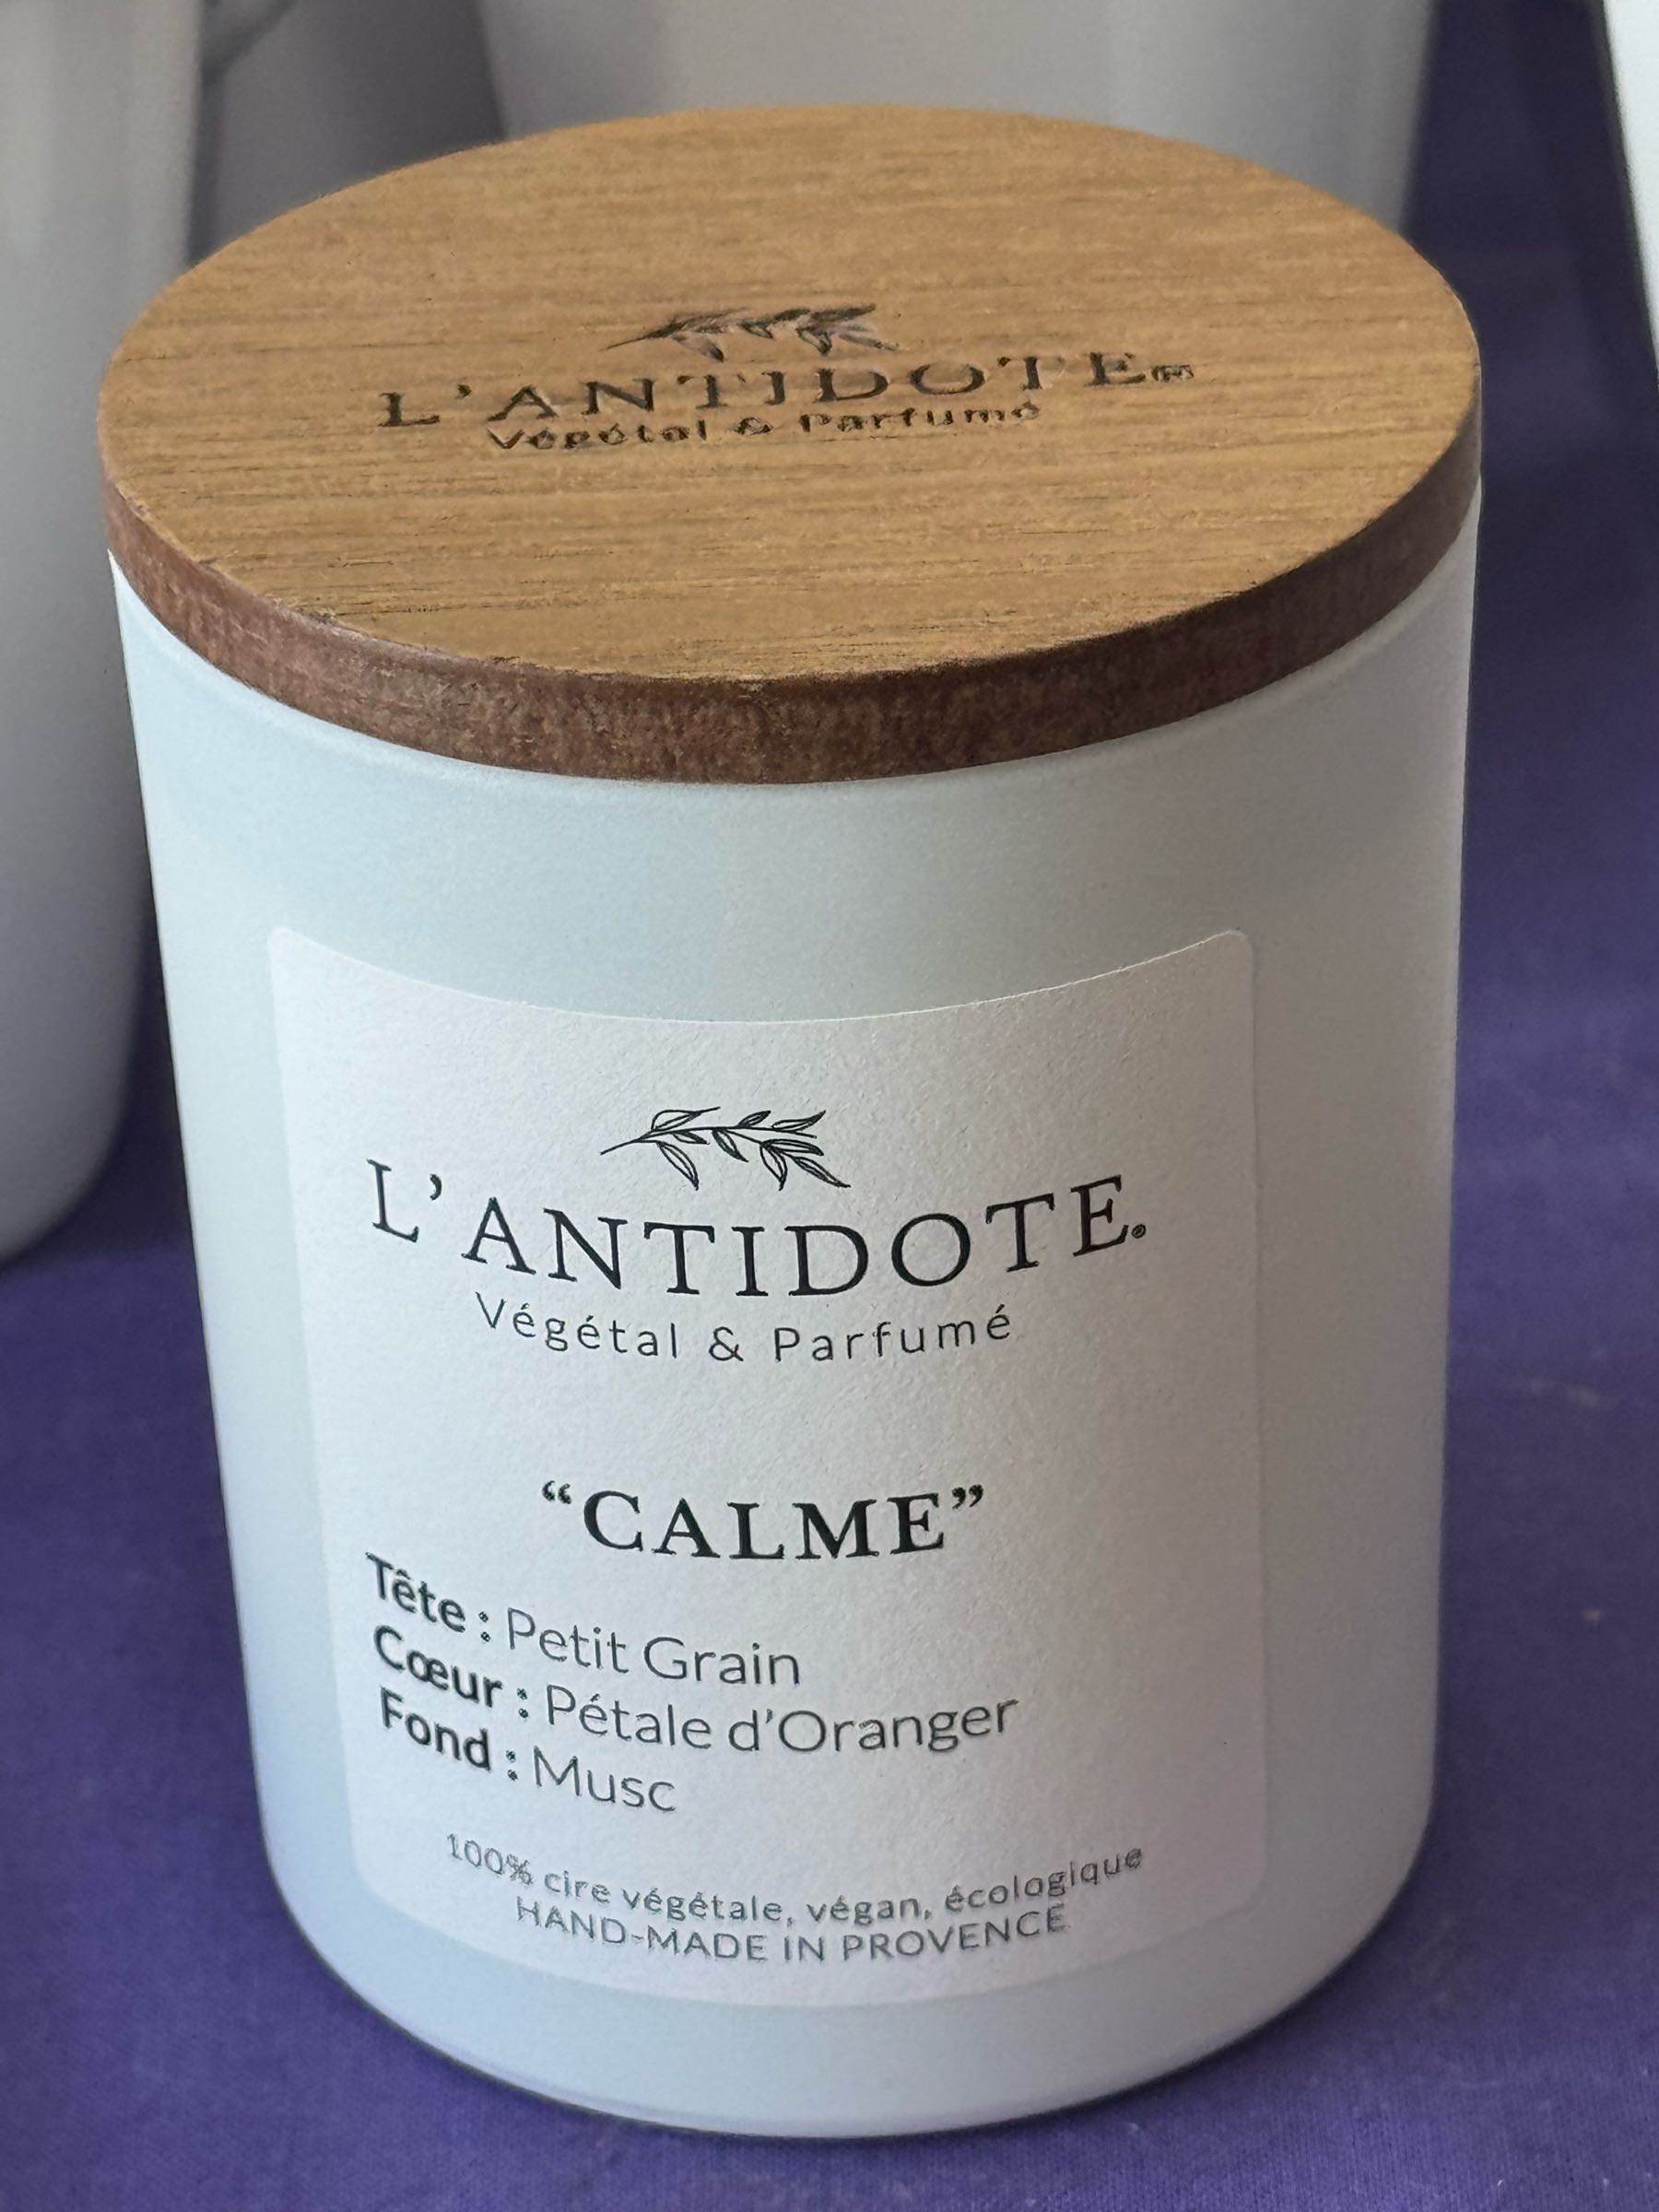 L'ANTIDOTE
Végétal & Parfumé
L'ANTIDOTE
Végétal & Parfumé
“CALME”
Tête : Petit Grain
Cœur : Pétale d'Oranger
Fond : Musc
100% cire végétale, végan, écologique
HAND-MADE IN PROVENCE